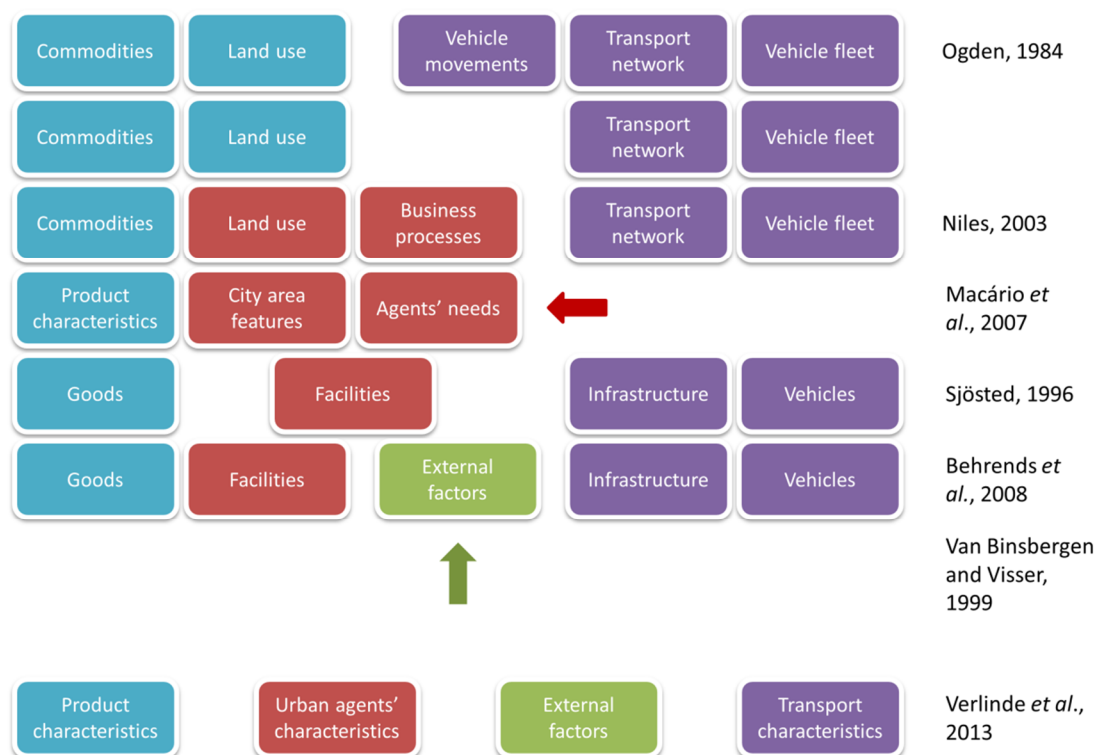 Commodities
Land use
Vehicle
movements
Transport
network
Vehicle fleet
Ogden, 1984
Commodities
Land use
Transport
network
Vehicle fleet
Commodities
Land use
Business
processes
Transport
network
Vehicle fleet
Niles, 2003
Product
characteristics
City area
features
Agents’ needs
Macário et
al., 2007
Goods
Facilities
Infrastructure
Vehicles
Sjösted, 1996
Goods
Facilities
External
factors
Infrastructure
Vehicles
Behrends et
al., 2008
Van Binsbergen
and Visser,
1999
Product
characteristics
Urban agents’
characteristics
External
factors
Transport
characteristics
Verlinde et al.,
2013